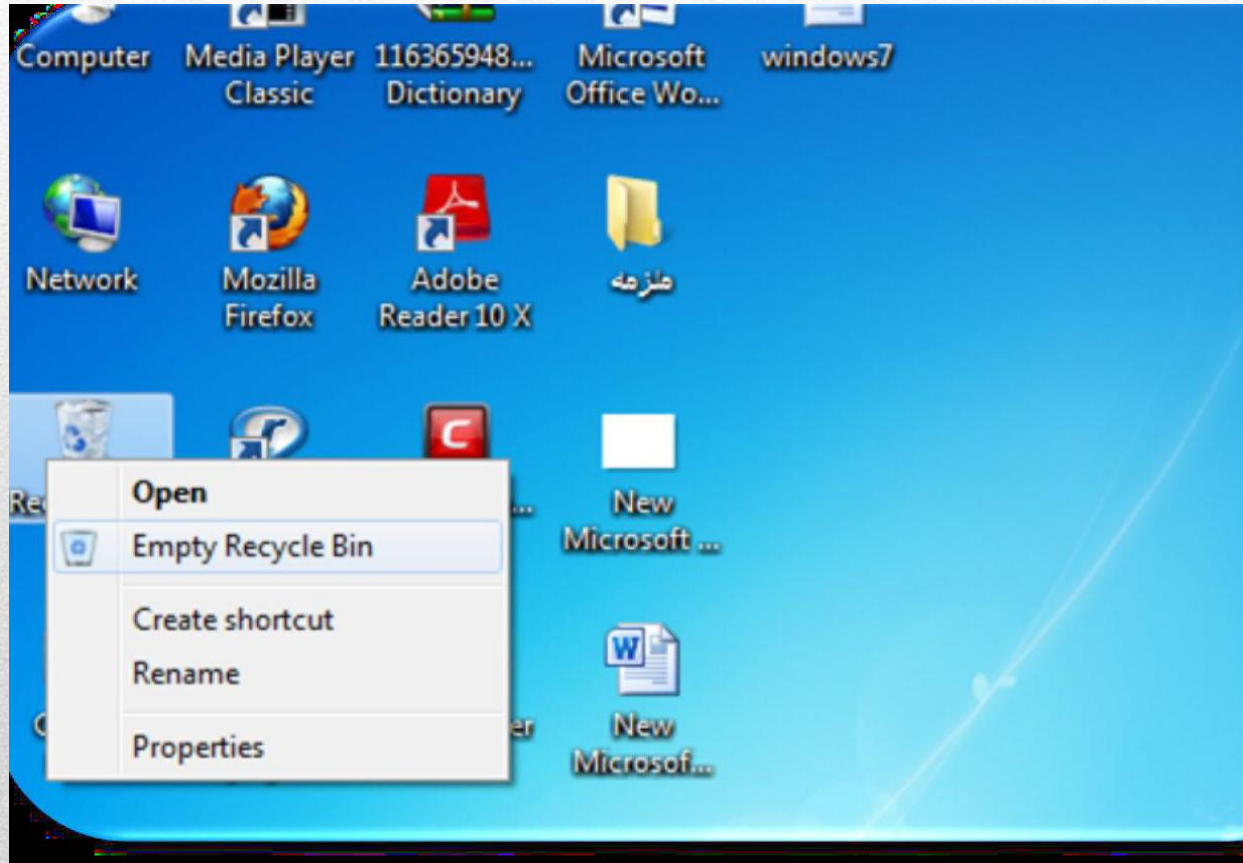 Computer
Media Player
Classic
116365948...
Dictionary
Microsoft
Office Wo...
windows7
Network
Mozilla
Firefox
Adobe
Reader 10 X
ملزمه
New
Microsoft ...
Open
Empty Recycle Bin
Create shortcut
Rename
Properties
New
Microsof...